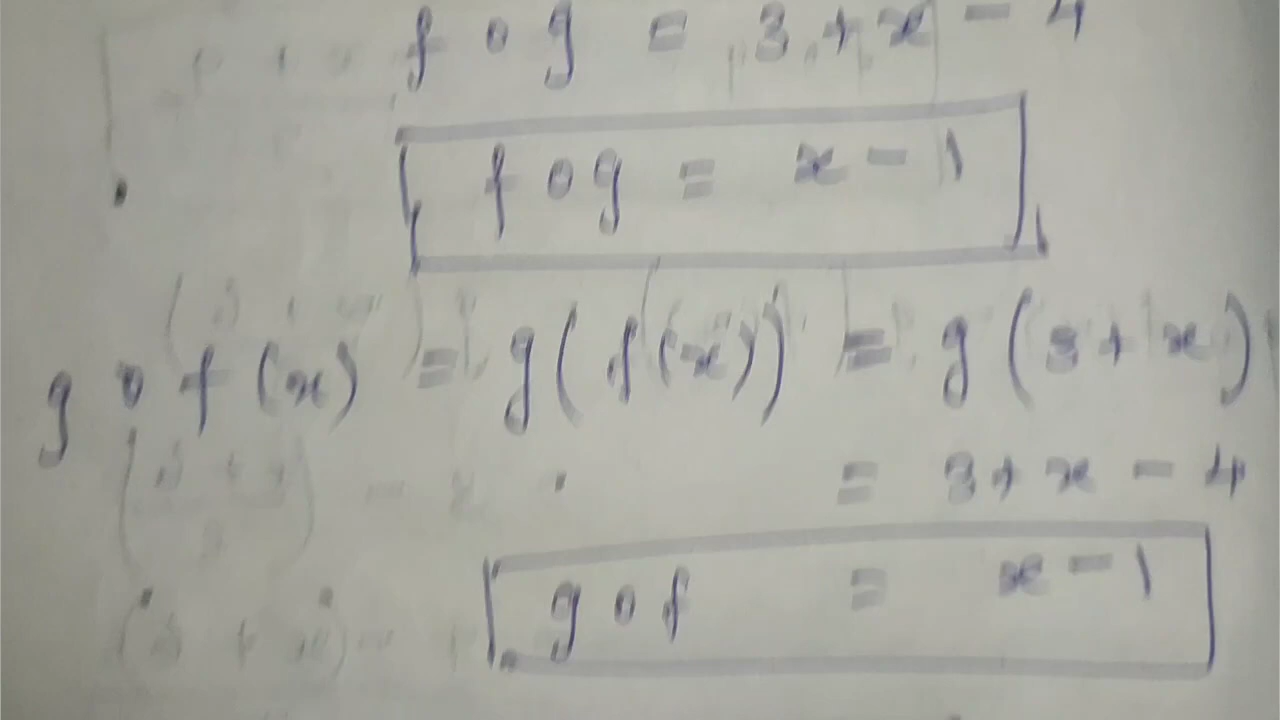 f o g = 3 + x - 4
f o g = x - 1
g o f (x) = g(f(x)) = g(3 + x)
= 3 + x - 4
g o f = x - 1